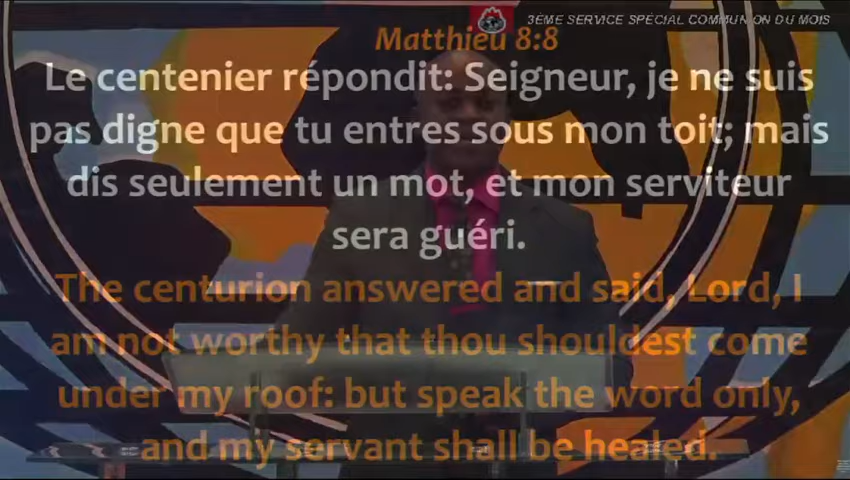 3ÈME SERVICE SPÉCIAL COMMUNION DU MOIS
Matthieu 8:8
Le centenier répondit: Seigneur, je ne suis
pas digne que tu entres sous mon toit; mais
dis seulement un mot, et mon serviteur
sera guéri.
The centurion answered and said, Lord, I
am not worthy that thou shouldest come
under my roof: but speak the word only,
and my servant shall be healed.